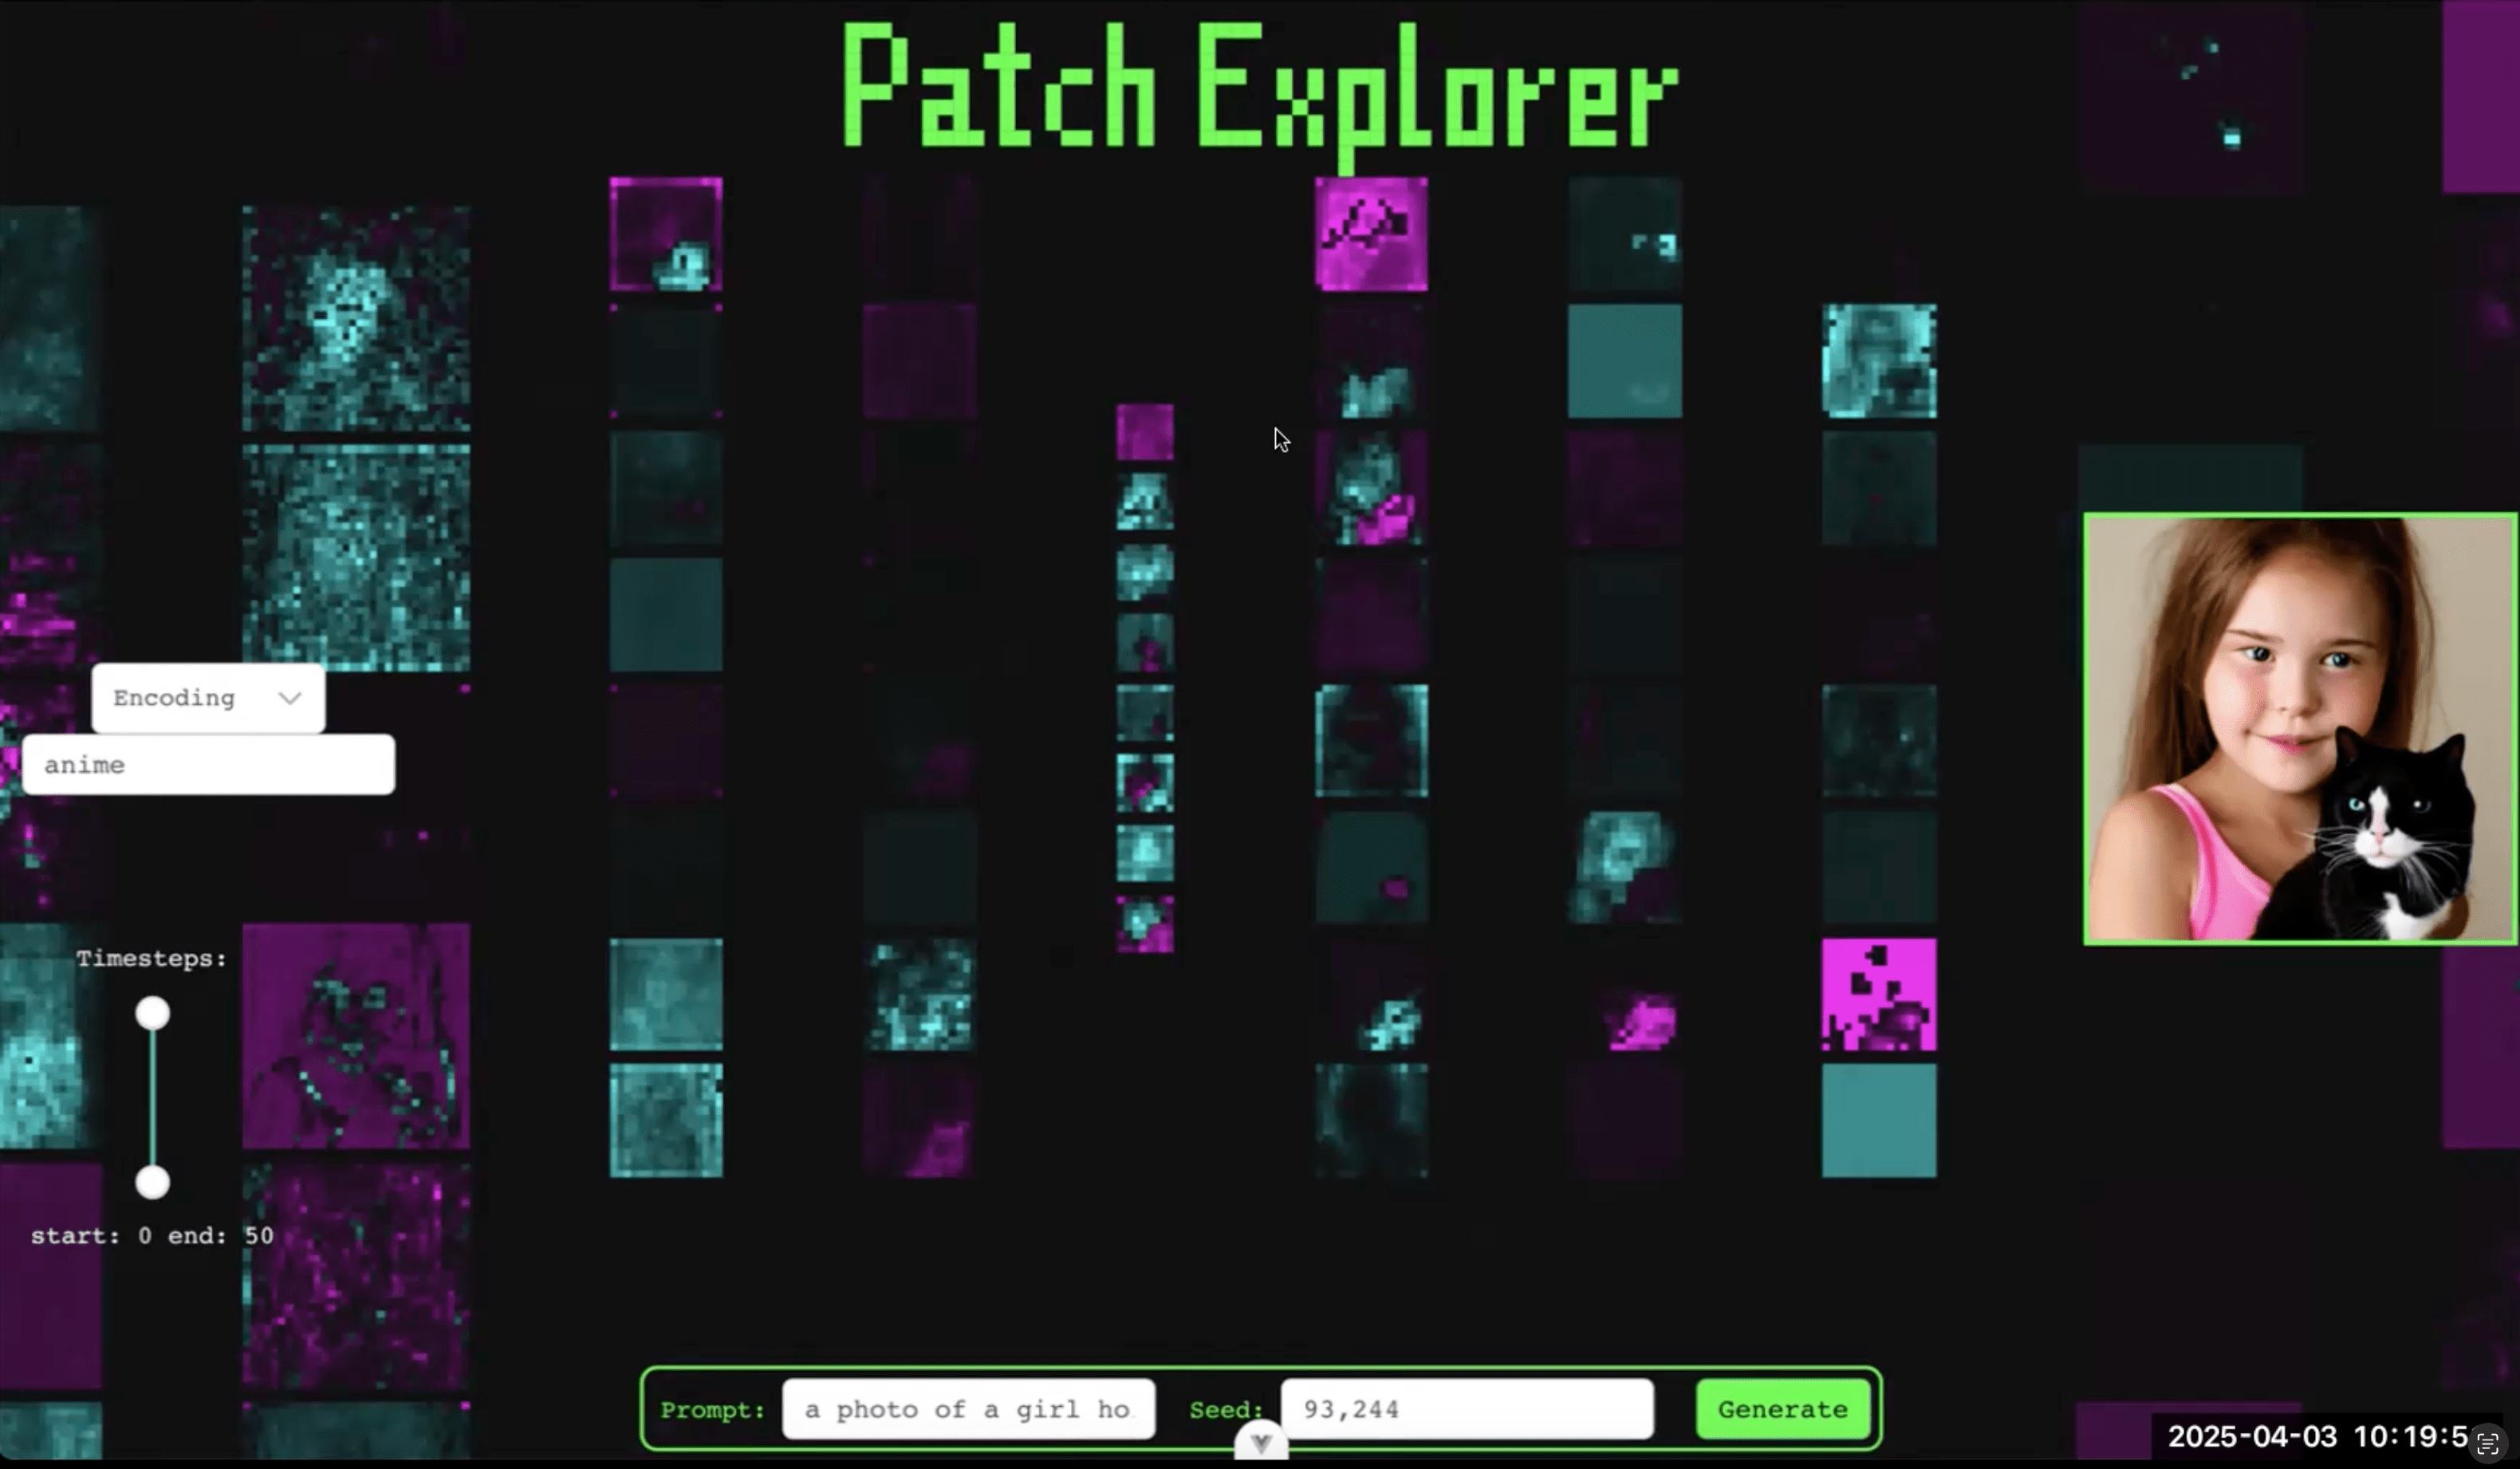 Patch Explorer
Encoding
anime
Timesteps:
start: 0 end: 50
Prompt: a photo of a girl ho
Seed: 93,244
Generate
2025-04-03 10:19:5